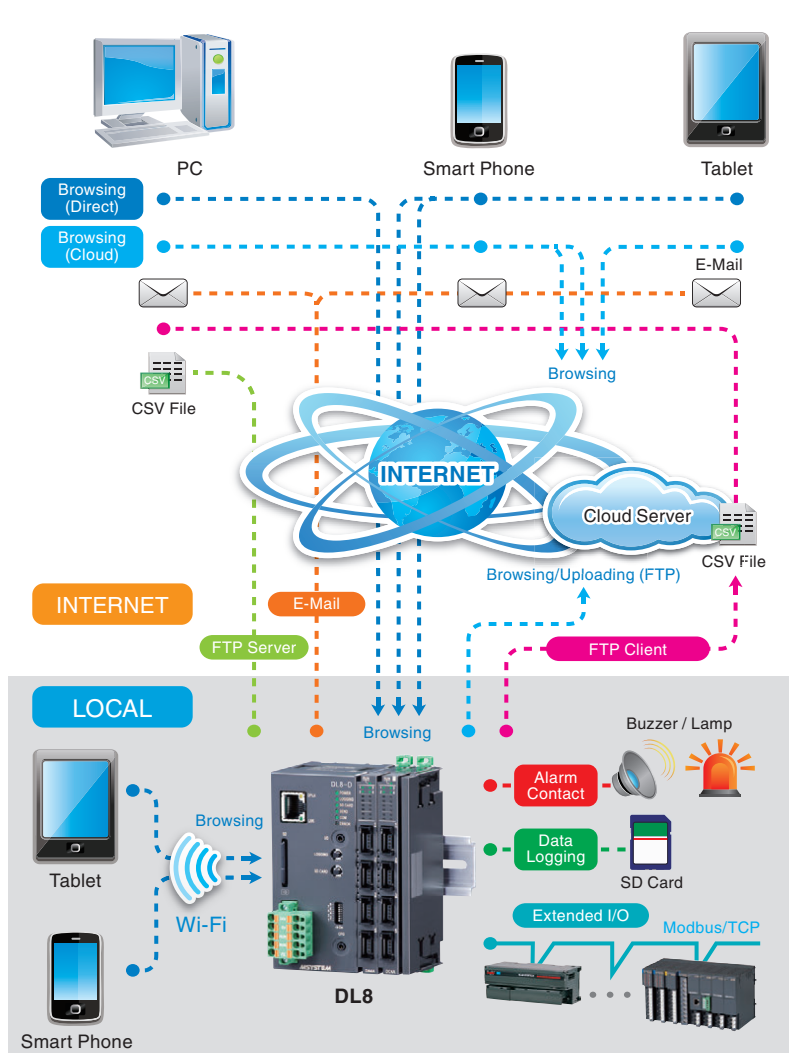 PC
Smart Phone
Tablet
Browsing
(Direct)
Browsing
(Cloud)
E-Mail
CSV
CSV File
Browsing
INTERNET
Cloud Server
CSV
CSV File
Browsing/Uploading (FTP)
INTERNET
E-Mail
FTP Server
FTP Client
LOCAL
Browsing
Buzzer / Lamp
DL8-D
Alarm
Contact
Browsing
Data
Logging
Tablet
SD Card
Wi-Fi
Extended I/O
Modbus/TCP
DL8
Smart Phone